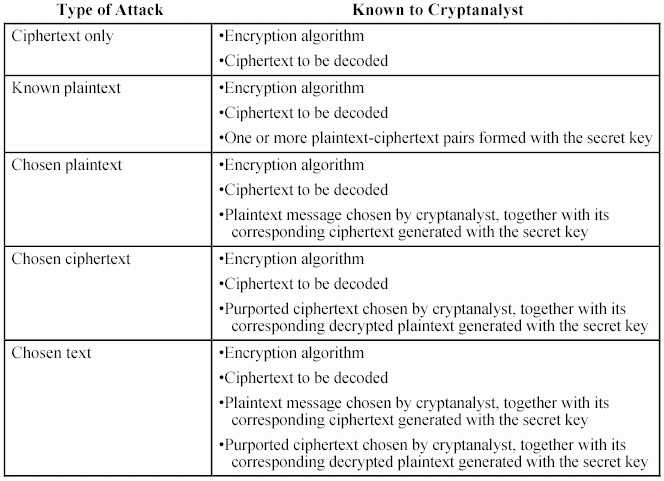 Type of Attack Known to Cryptanalyst
Ciphertext only •Encryption algorithm
•Ciphertext to be decoded
Known plaintext •Encryption algorithm
•Ciphertext to be decoded
•One or more plaintext-ciphertext pairs formed with the secret key
Chosen plaintext •Encryption algorithm
•Ciphertext to be decoded
•Plaintext message chosen by cryptanalyst, together with its
corresponding ciphertext generated with the secret key
Chosen ciphertext •Encryption algorithm
•Ciphertext to be decoded
•Purported ciphertext chosen by cryptanalyst, together with its
corresponding decrypted plaintext generated with the secret key
Chosen text •Encryption algorithm
•Ciphertext to be decoded
•Plaintext message chosen by cryptanalyst, together with its
corresponding ciphertext generated with the secret key
•Purported ciphertext chosen by cryptanalyst, together with its
corresponding decrypted plaintext generated with the secret key